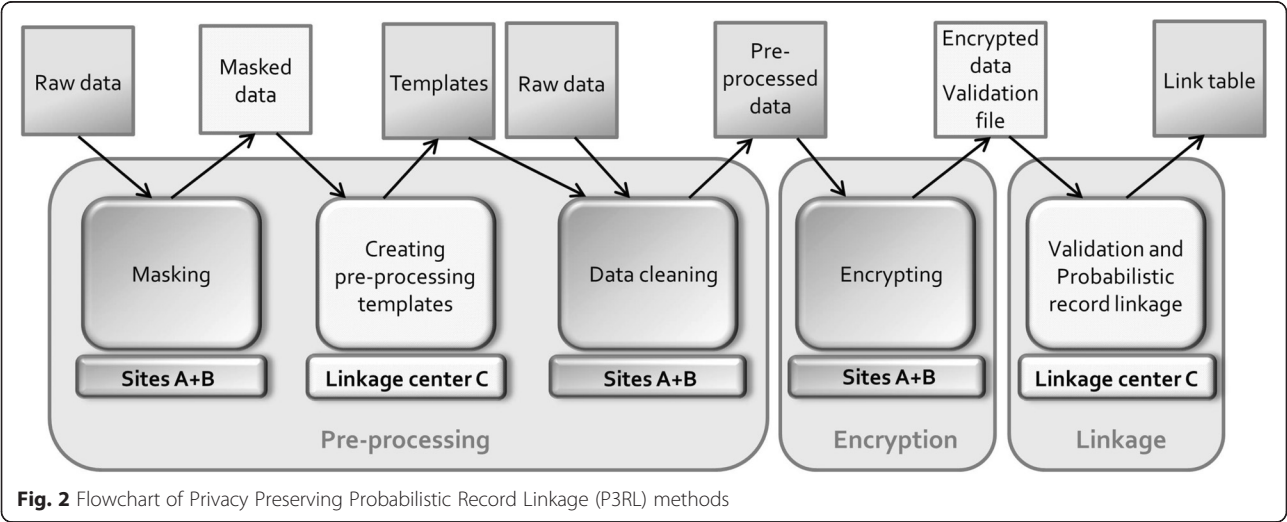 Raw data
Masked
data
Templates
Raw data
Pre-
processed
data
Encrypted
data
Validation
file
Link table
Masking
Creating
pre-processing
templates
Data cleaning
Encrypting
Validation and
Probabilistic
record linkage
Sites A+B
Linkage center C
Sites A+B
Sites A+B
Linkage center C
Pre-processing
Encryption
Linkage
Fig. 2 Flowchart of Privacy Preserving Probabilistic Record Linkage (P3RL) methods